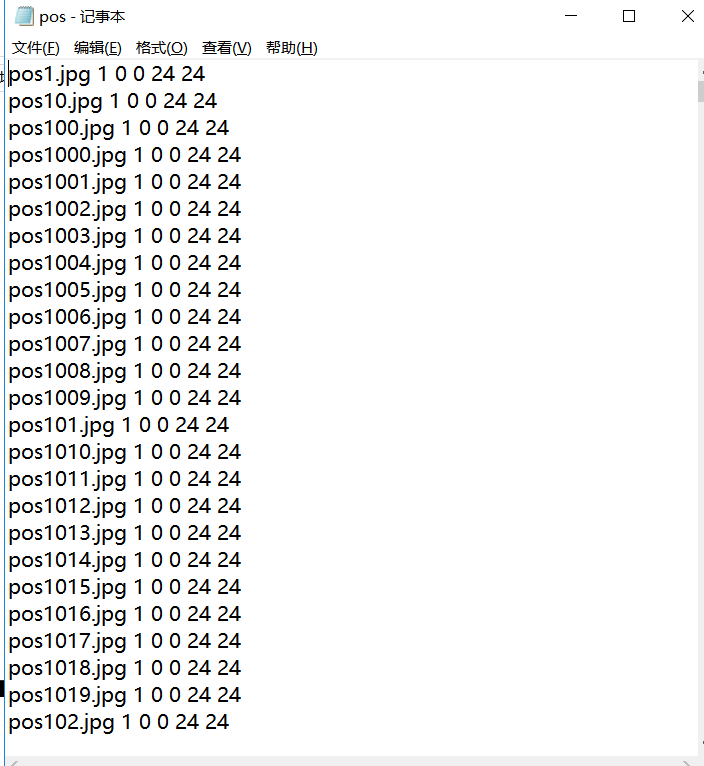 pos - 记事本
文件(F) 编辑(E) 格式(O) 查看(V) 帮助(H)
pos1.jpg 1 0 0 24 24
pos10.jpg 1 0 0 24 24
pos100.jpg 1 0 0 24 24
pos1000.jpg 1 0 0 24 24
pos1001.jpg 1 0 0 24 24
pos1002.jpg 1 0 0 24 24
pos1003.jpg 1 0 0 24 24
pos1004.jpg 1 0 0 24 24
pos1005.jpg 1 0 0 24 24
pos1006.jpg 1 0 0 24 24
pos1007.jpg 1 0 0 24 24
pos1008.jpg 1 0 0 24 24
pos1009.jpg 1 0 0 24 24
pos101.jpg 1 0 0 24 24
pos1010.jpg 1 0 0 24 24
pos1011.jpg 1 0 0 24 24
pos1012.jpg 1 0 0 24 24
pos1013.jpg 1 0 0 24 24
pos1014.jpg 1 0 0 24 24
pos1015.jpg 1 0 0 24 24
pos1016.jpg 1 0 0 24 24
pos1017.jpg 1 0 0 24 24
pos1018.jpg 1 0 0 24 24
pos1019.jpg 1 0 0 24 24
pos102.jpg 1 0 0 24 24